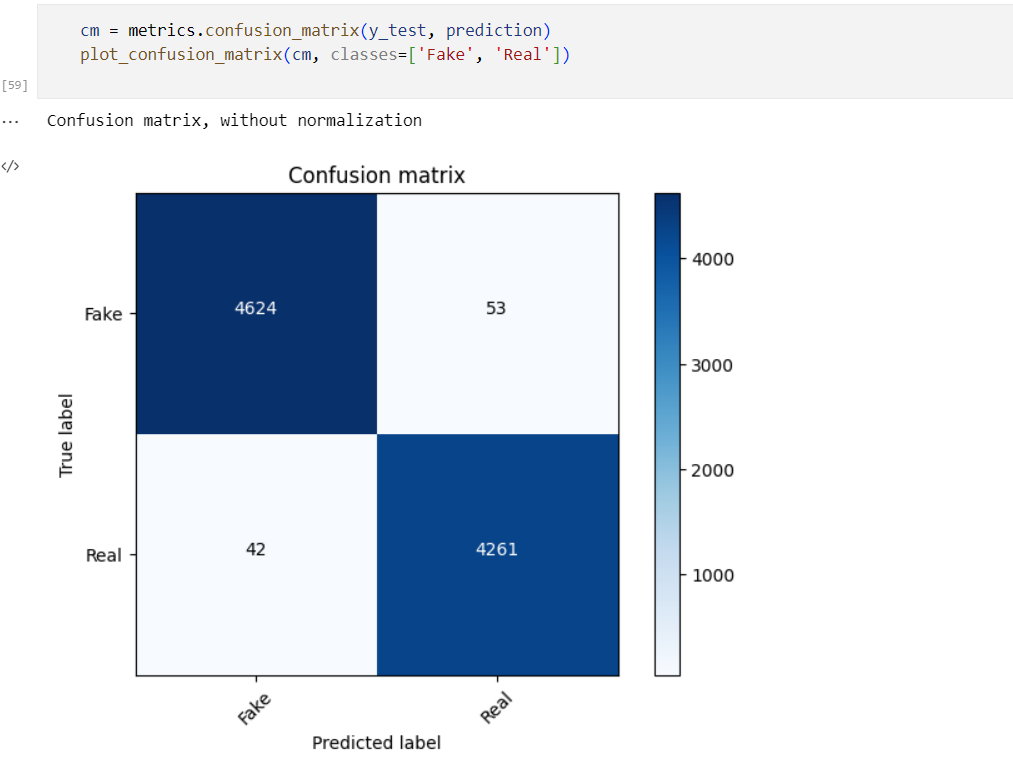 cm = metrics.confusion_matrix(y_test, prediction)
plot_confusion_matrix(cm, classes=['Fake', 'Real'])
[59]
... Confusion matrix, without normalization
</>
Confusion matrix
4624 53
42 4261
Fake
Real
True label
Fake Real
Predicted label
4000
3000
2000
1000